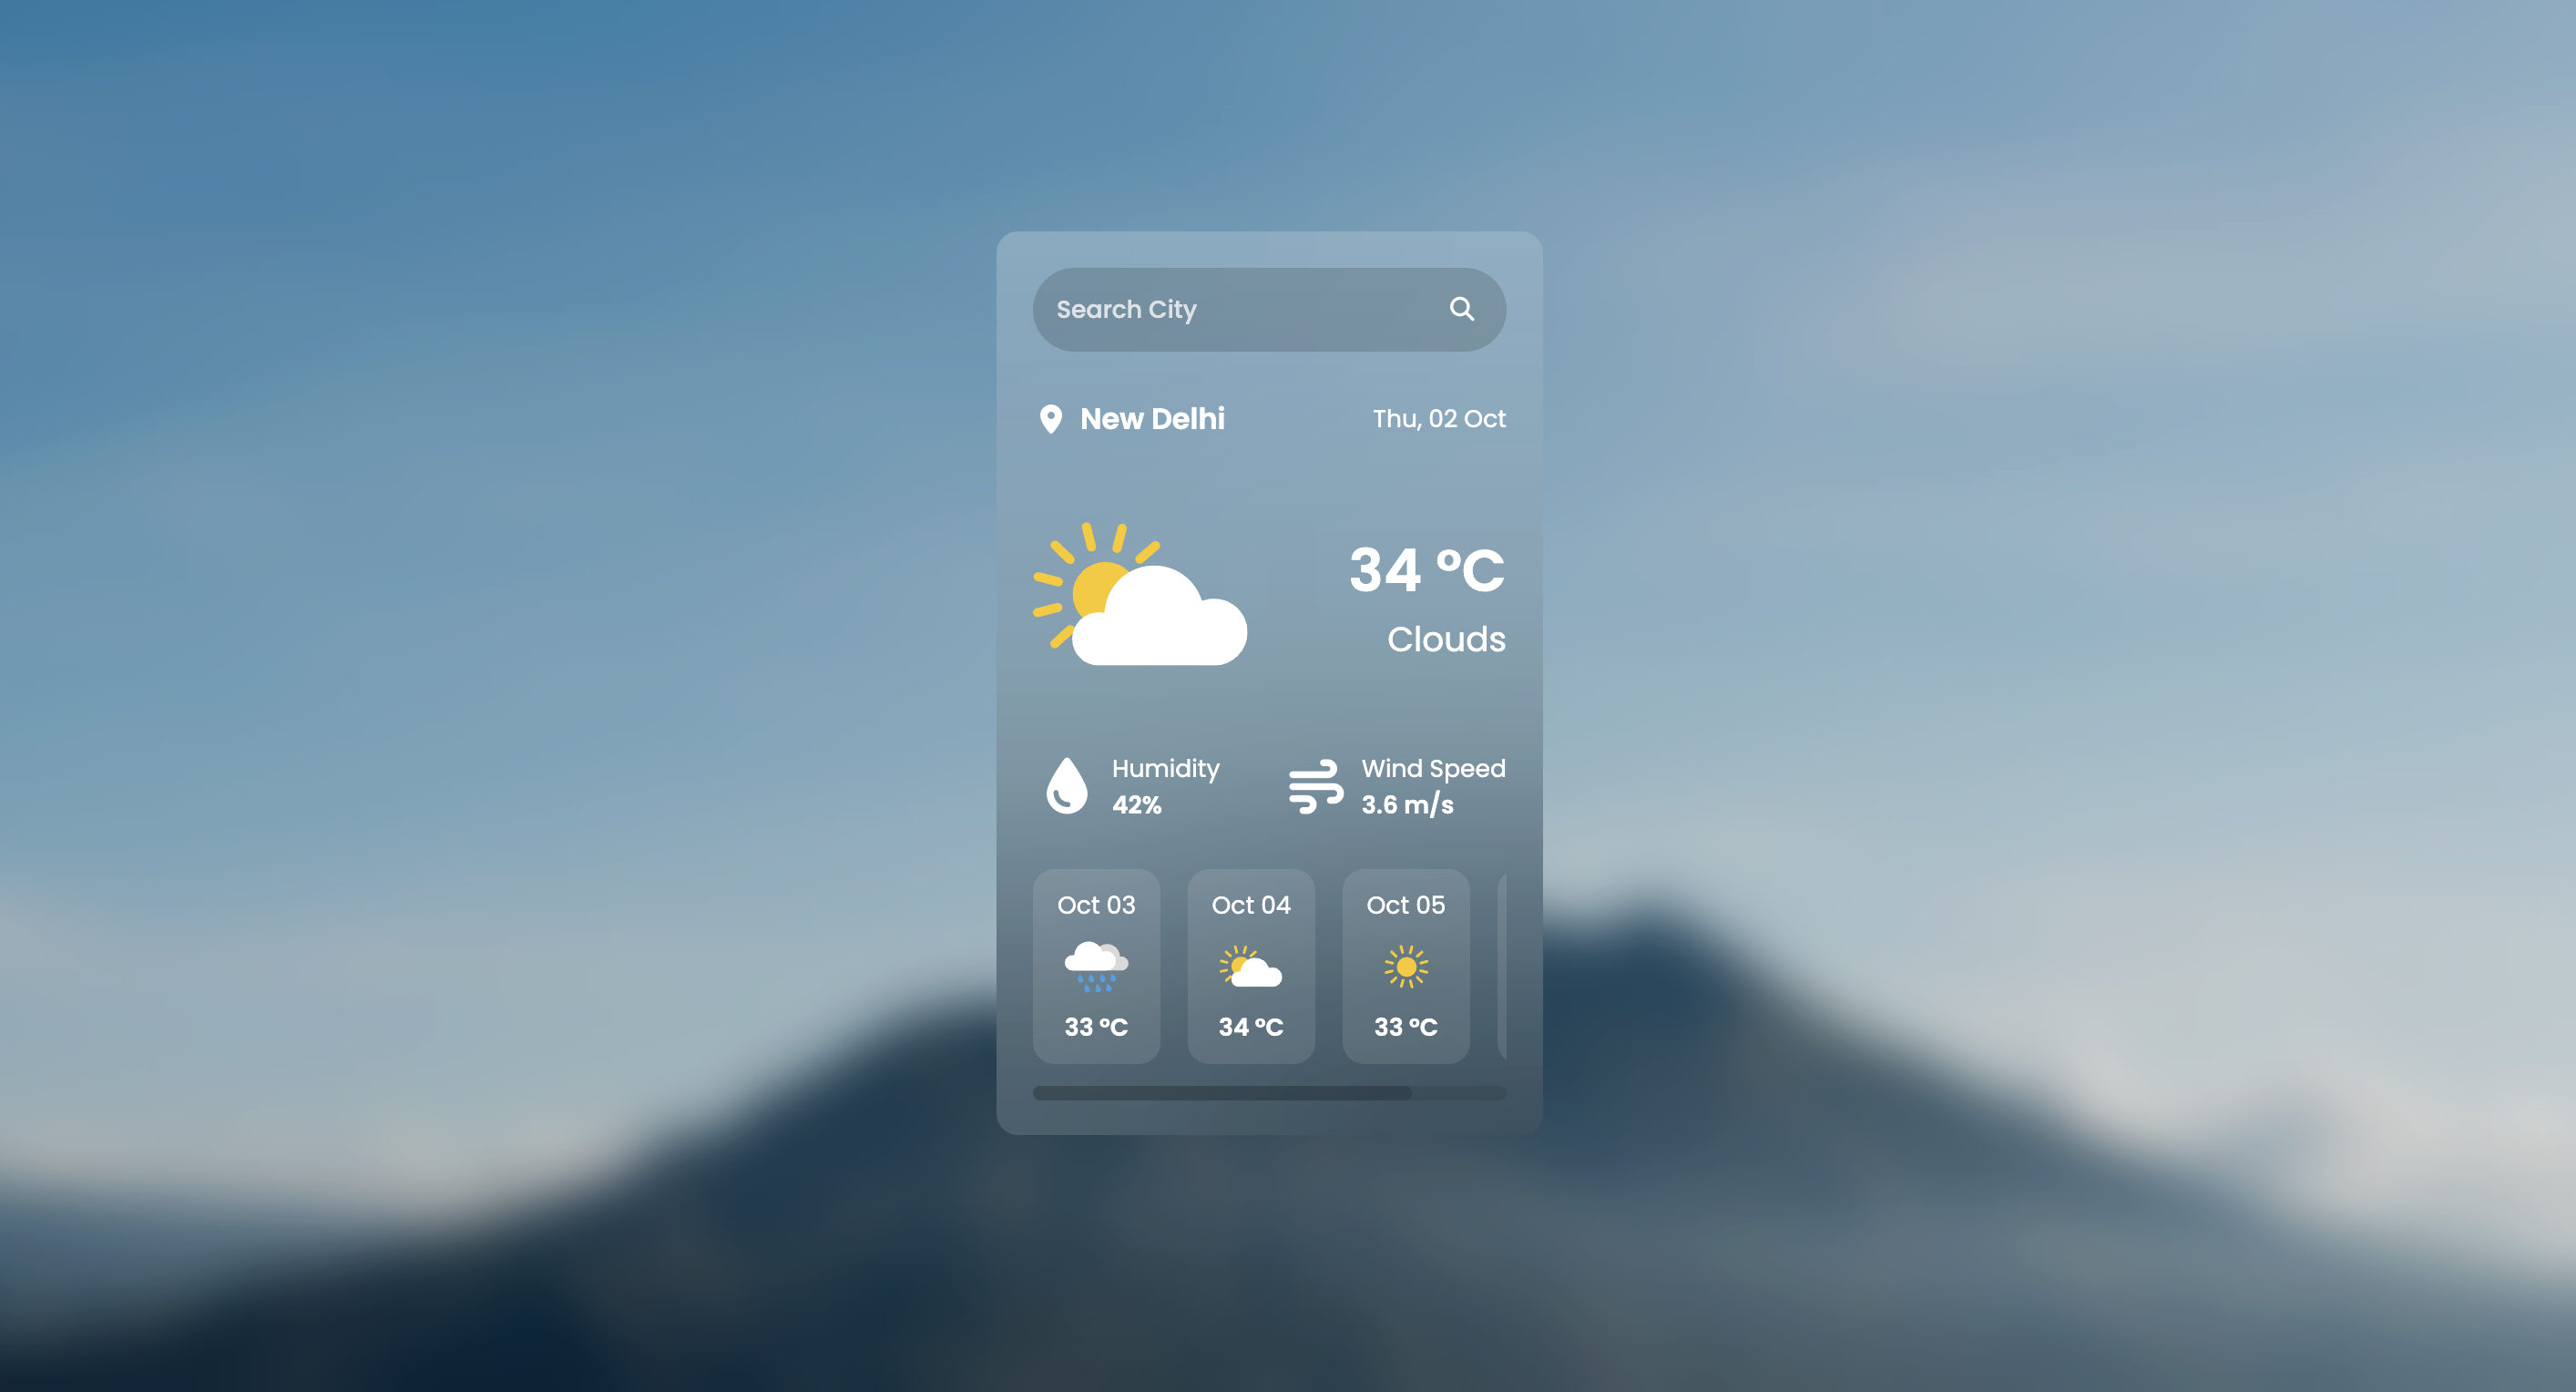 Search City
New Delhi
Thu, 02 Oct
34 °C
Clouds
Humidity
42%
Wind Speed
3.6 m/s
Oct 03
33 °C
Oct 04
34 °C
Oct 05
33 °C